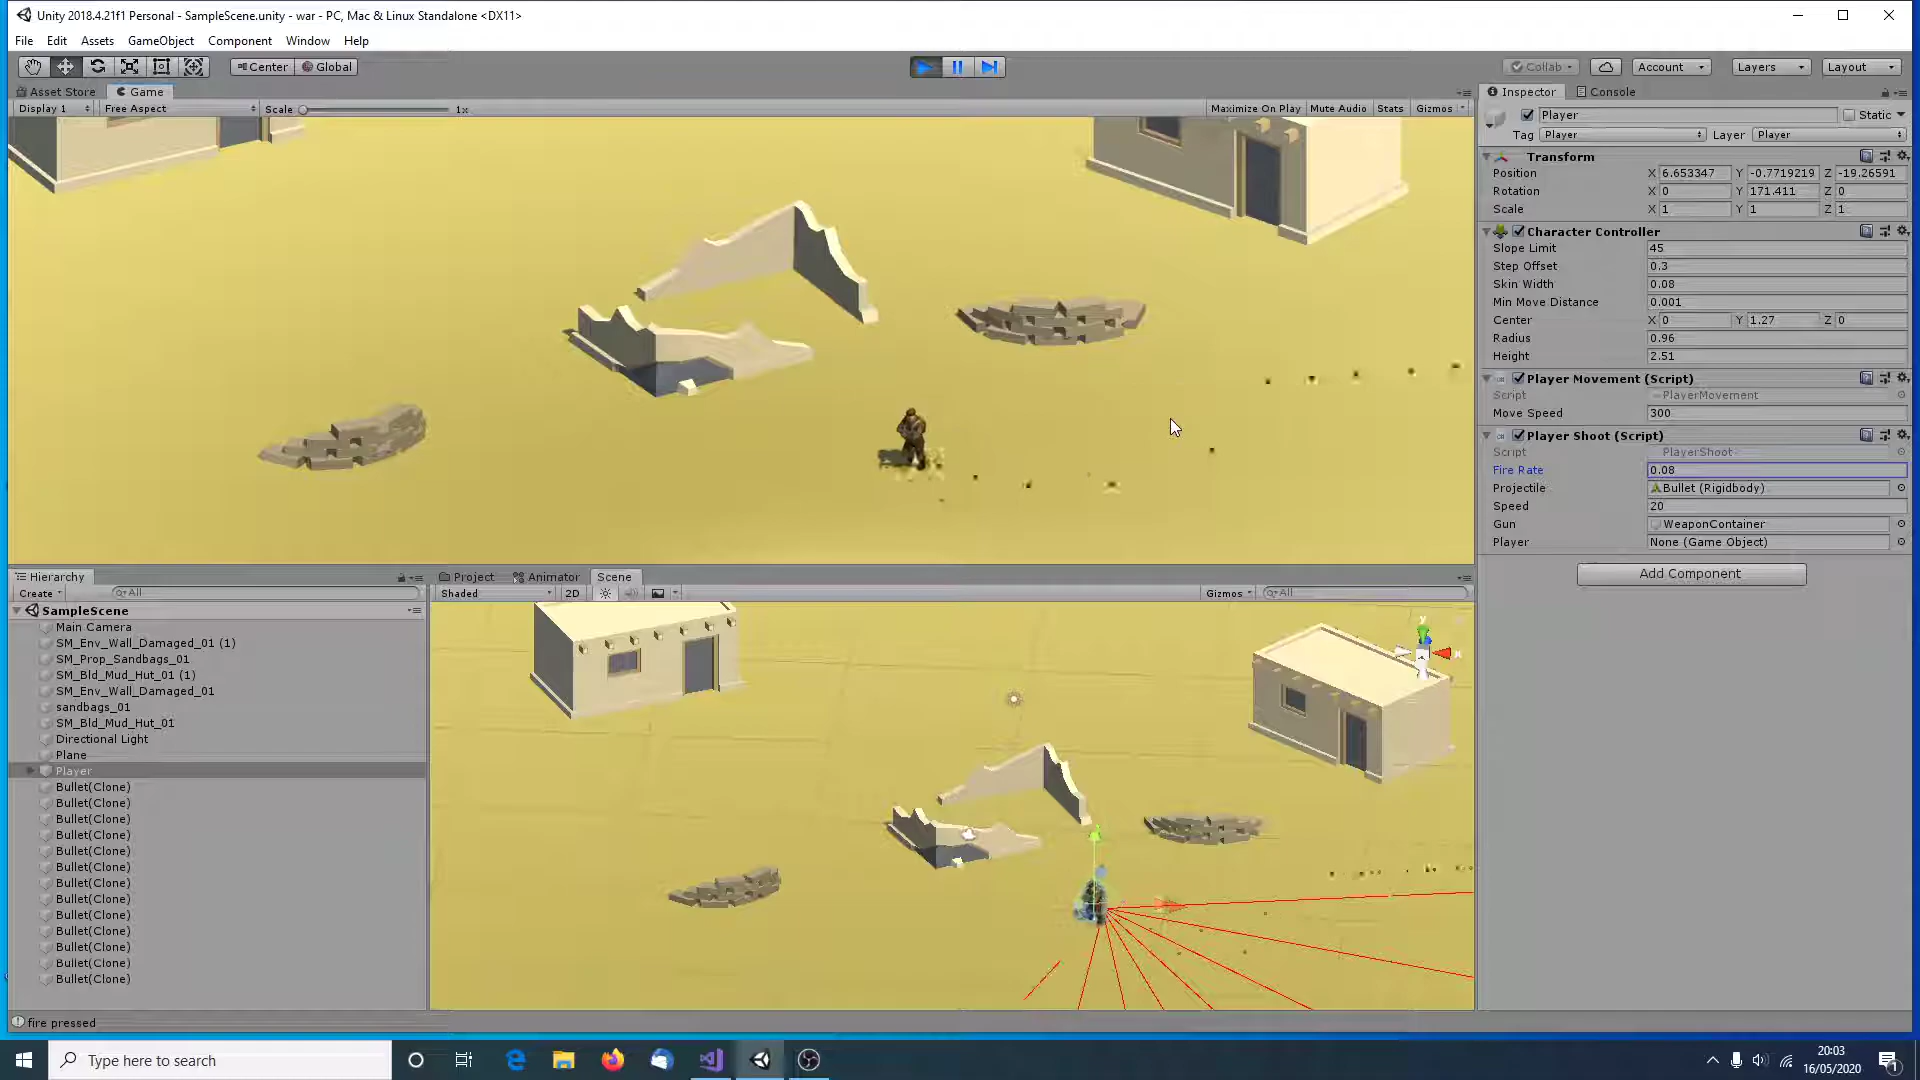 Unity 2018.4.21f1 Personal - SampleScene.unity - war - PC, Mac & Linux Standalone <DX11>
File Edit Assets GameObject Component Window Help
Center Global
Collab Account Layers Layout
Asset Store Game
Display 1 Free Aspect Scale 1x Maximize On Play Mute Audio Stats Gizmos
Inspector Console
Player Static
Tag Player Layer Player
Transform
Position X 6.653347 Y -0.7719219 Z -19.26591
Rotation X 0 Y 171.411 Z 0
Scale X 1 Y 1 Z 1
Character Controller
Slope Limit 45
Step Offset 0.3
Skin Width 0.08
Min Move Distance 0.001
Center X 0 Y 1.27 Z 0
Radius 0.96
Height 2.51
Player Movement (Script)
Script PlayerMovement
Move Speed 300
Player Shoot (Script)
Script PlayerShoot
Fire Rate 0.08
Projectile Bullet (Rigidbody)
Speed 20
Gun WeaponContainer
Player None (Game Object)
Add Component
Hierarchy
Create All
SampleScene
Main Camera
SM_Env_Wall_Damaged_01 (1)
SM_Prop_Sandbags_01
SM_Bld_Mud_Hut_01 (1)
SM_Env_Wall_Damaged_01
sandbags_01
SM_Bld_Mud_Hut_01
Directional Light
Plane
Player
Bullet(Clone)
Bullet(Clone)
Bullet(Clone)
Bullet(Clone)
Bullet(Clone)
Bullet(Clone)
Bullet(Clone)
Bullet(Clone)
Bullet(Clone)
Bullet(Clone)
Bullet(Clone)
Bullet(Clone)
Bullet(Clone)
Project Animator Scene
Shaded 2D Gizmos All
y
x
fire pressed
Type here to search
20:03
16/05/2020
1